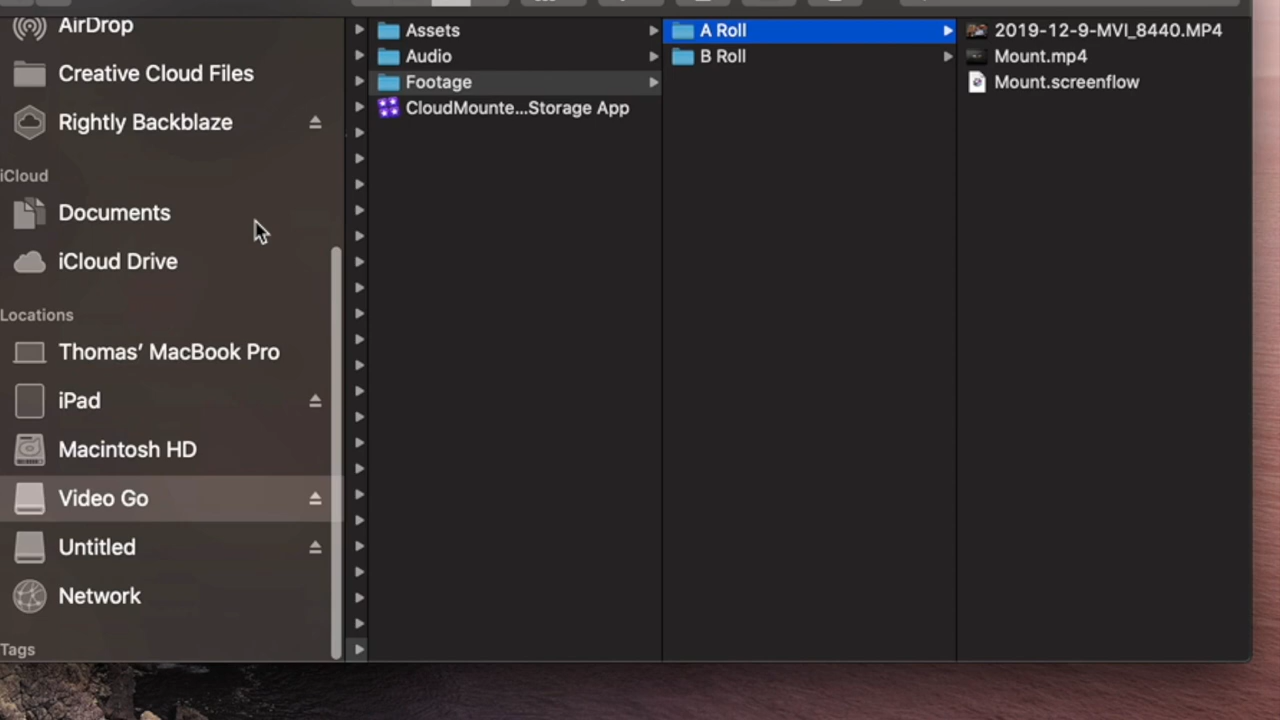 AirDrop
Creative Cloud Files
Rightly Backblaze
iCloud
Documents
iCloud Drive
Locations
Thomas’ MacBook Pro
iPad
Macintosh HD
Video Go
Untitled
Network
Tags
Assets
Audio
Footage
CloudMounte...Storage App
A Roll
B Roll
2019-12-9-MVI_8440.MP4
Mount.mp4
Mount.screenflow